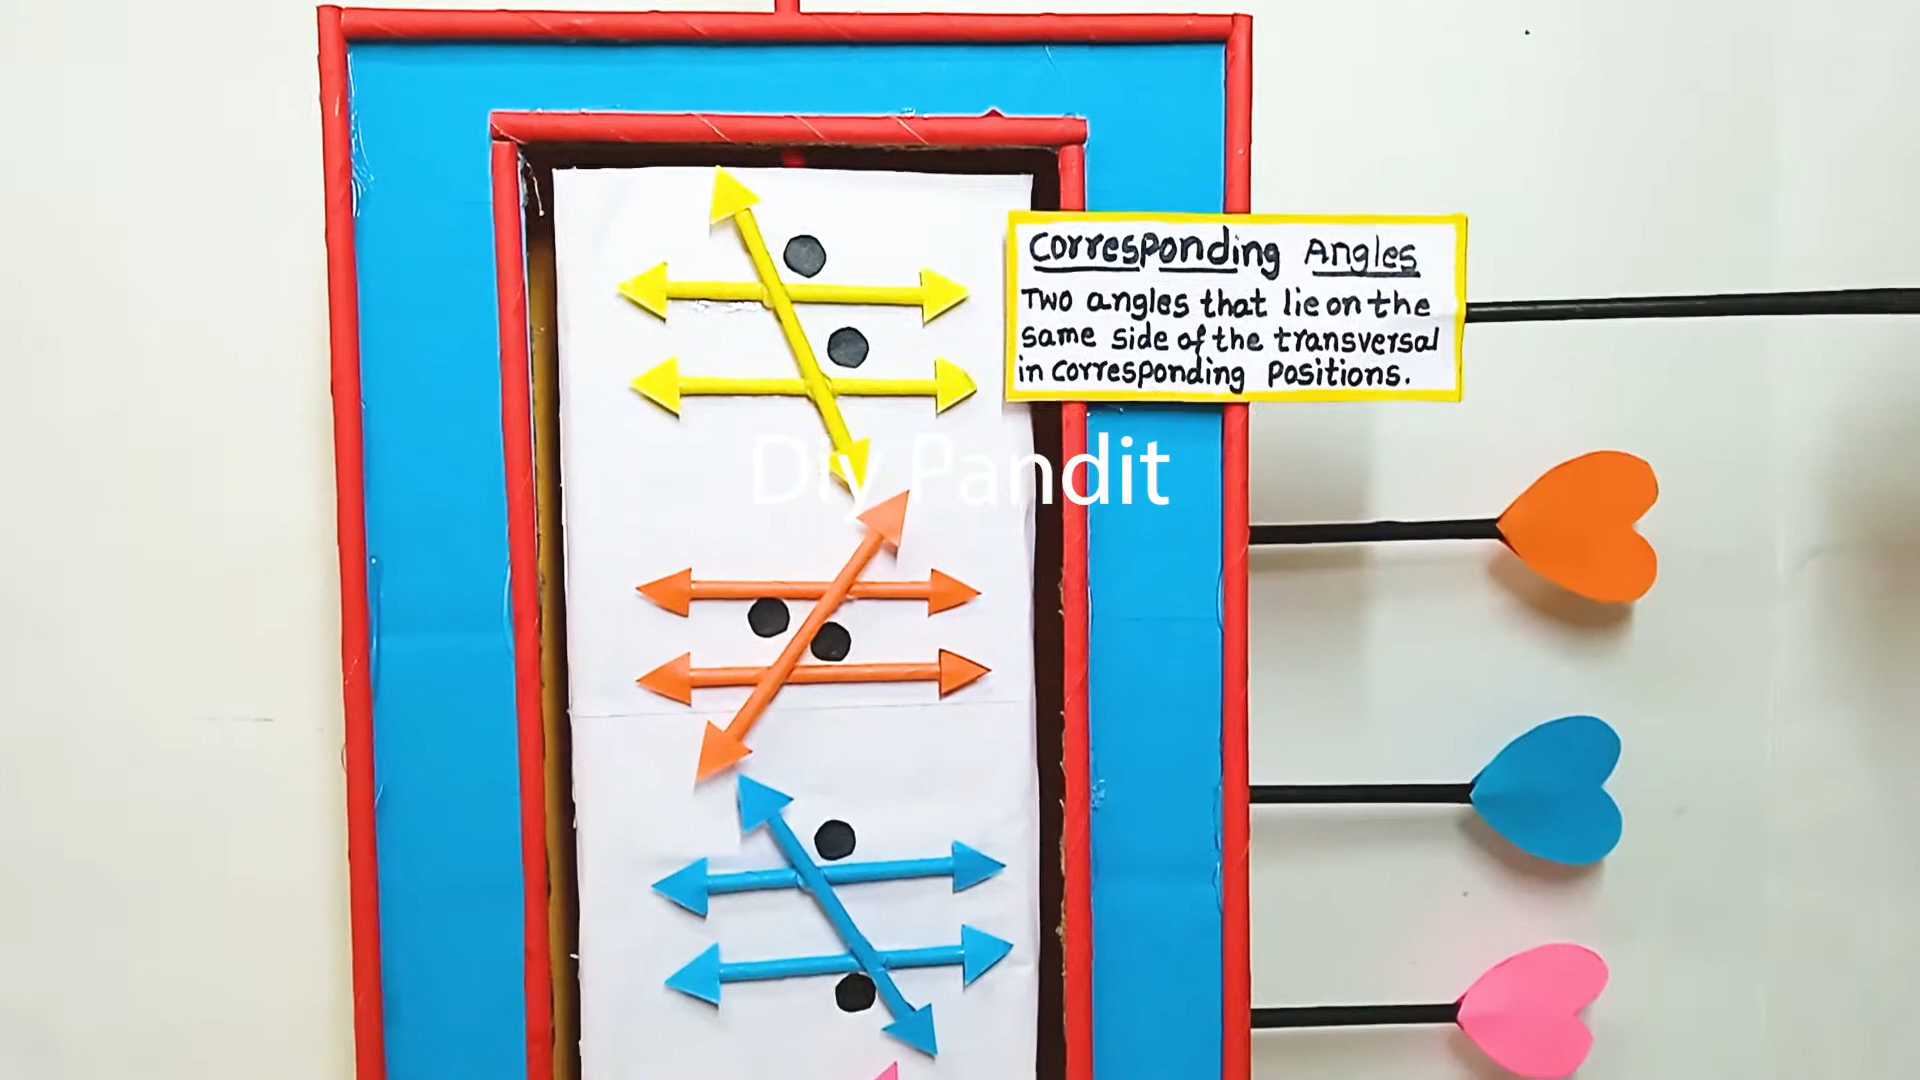 Corresponding Angles
Two angles that lie on the
same side of the transversal
in corresponding Positions.
Diy Pandit